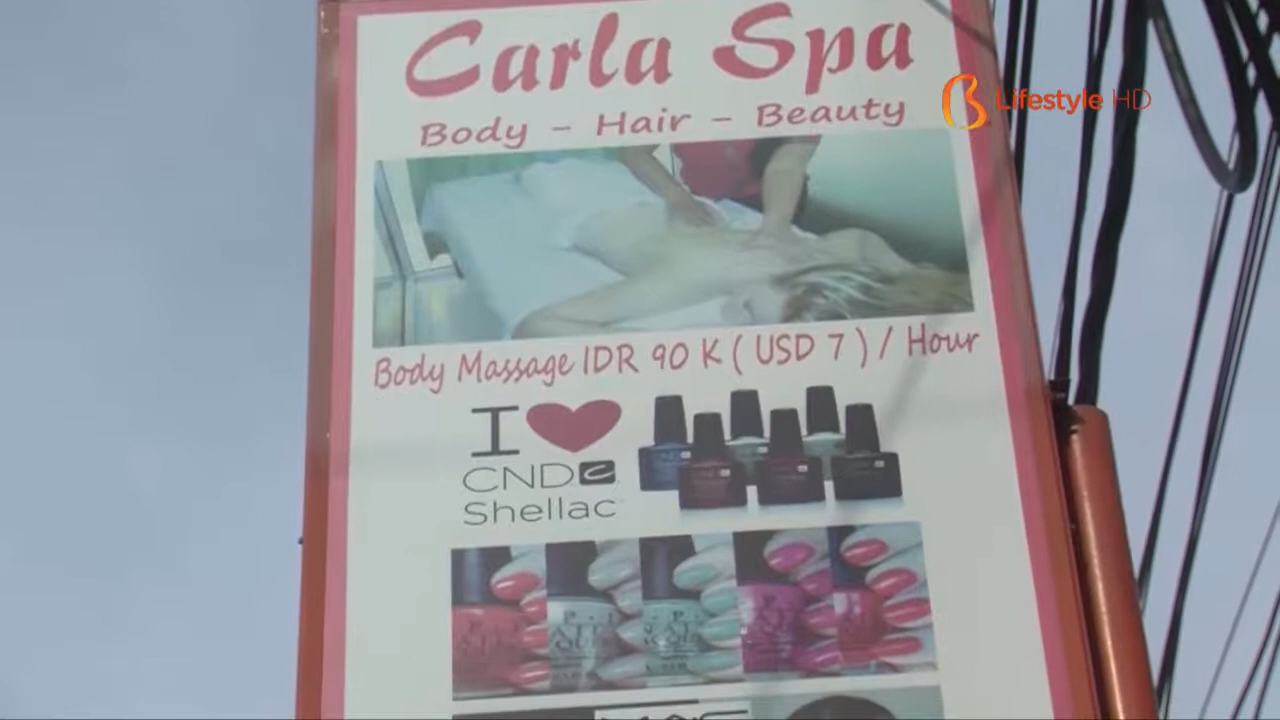 Carla Spa
Lifestyle HD
Body – Hair – Beauty
Body Massage IDR 90 K ( USD 7 ) / Hour
I
CND
Shellac